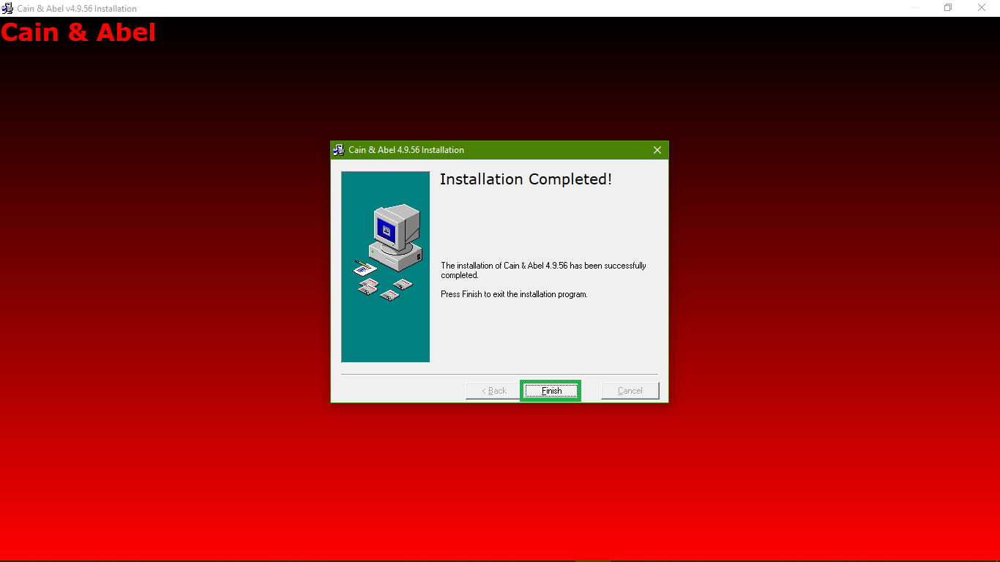 Cain & Abel v4.9.56 Installation
Cain & Abel
Cain & Abel 4.9.56 Installation
Installation Completed!
The installation of Cain & Abel 4.9.56 has been successfully
completed.
Press Finish to exit the installation program.
< Back Finish Cancel